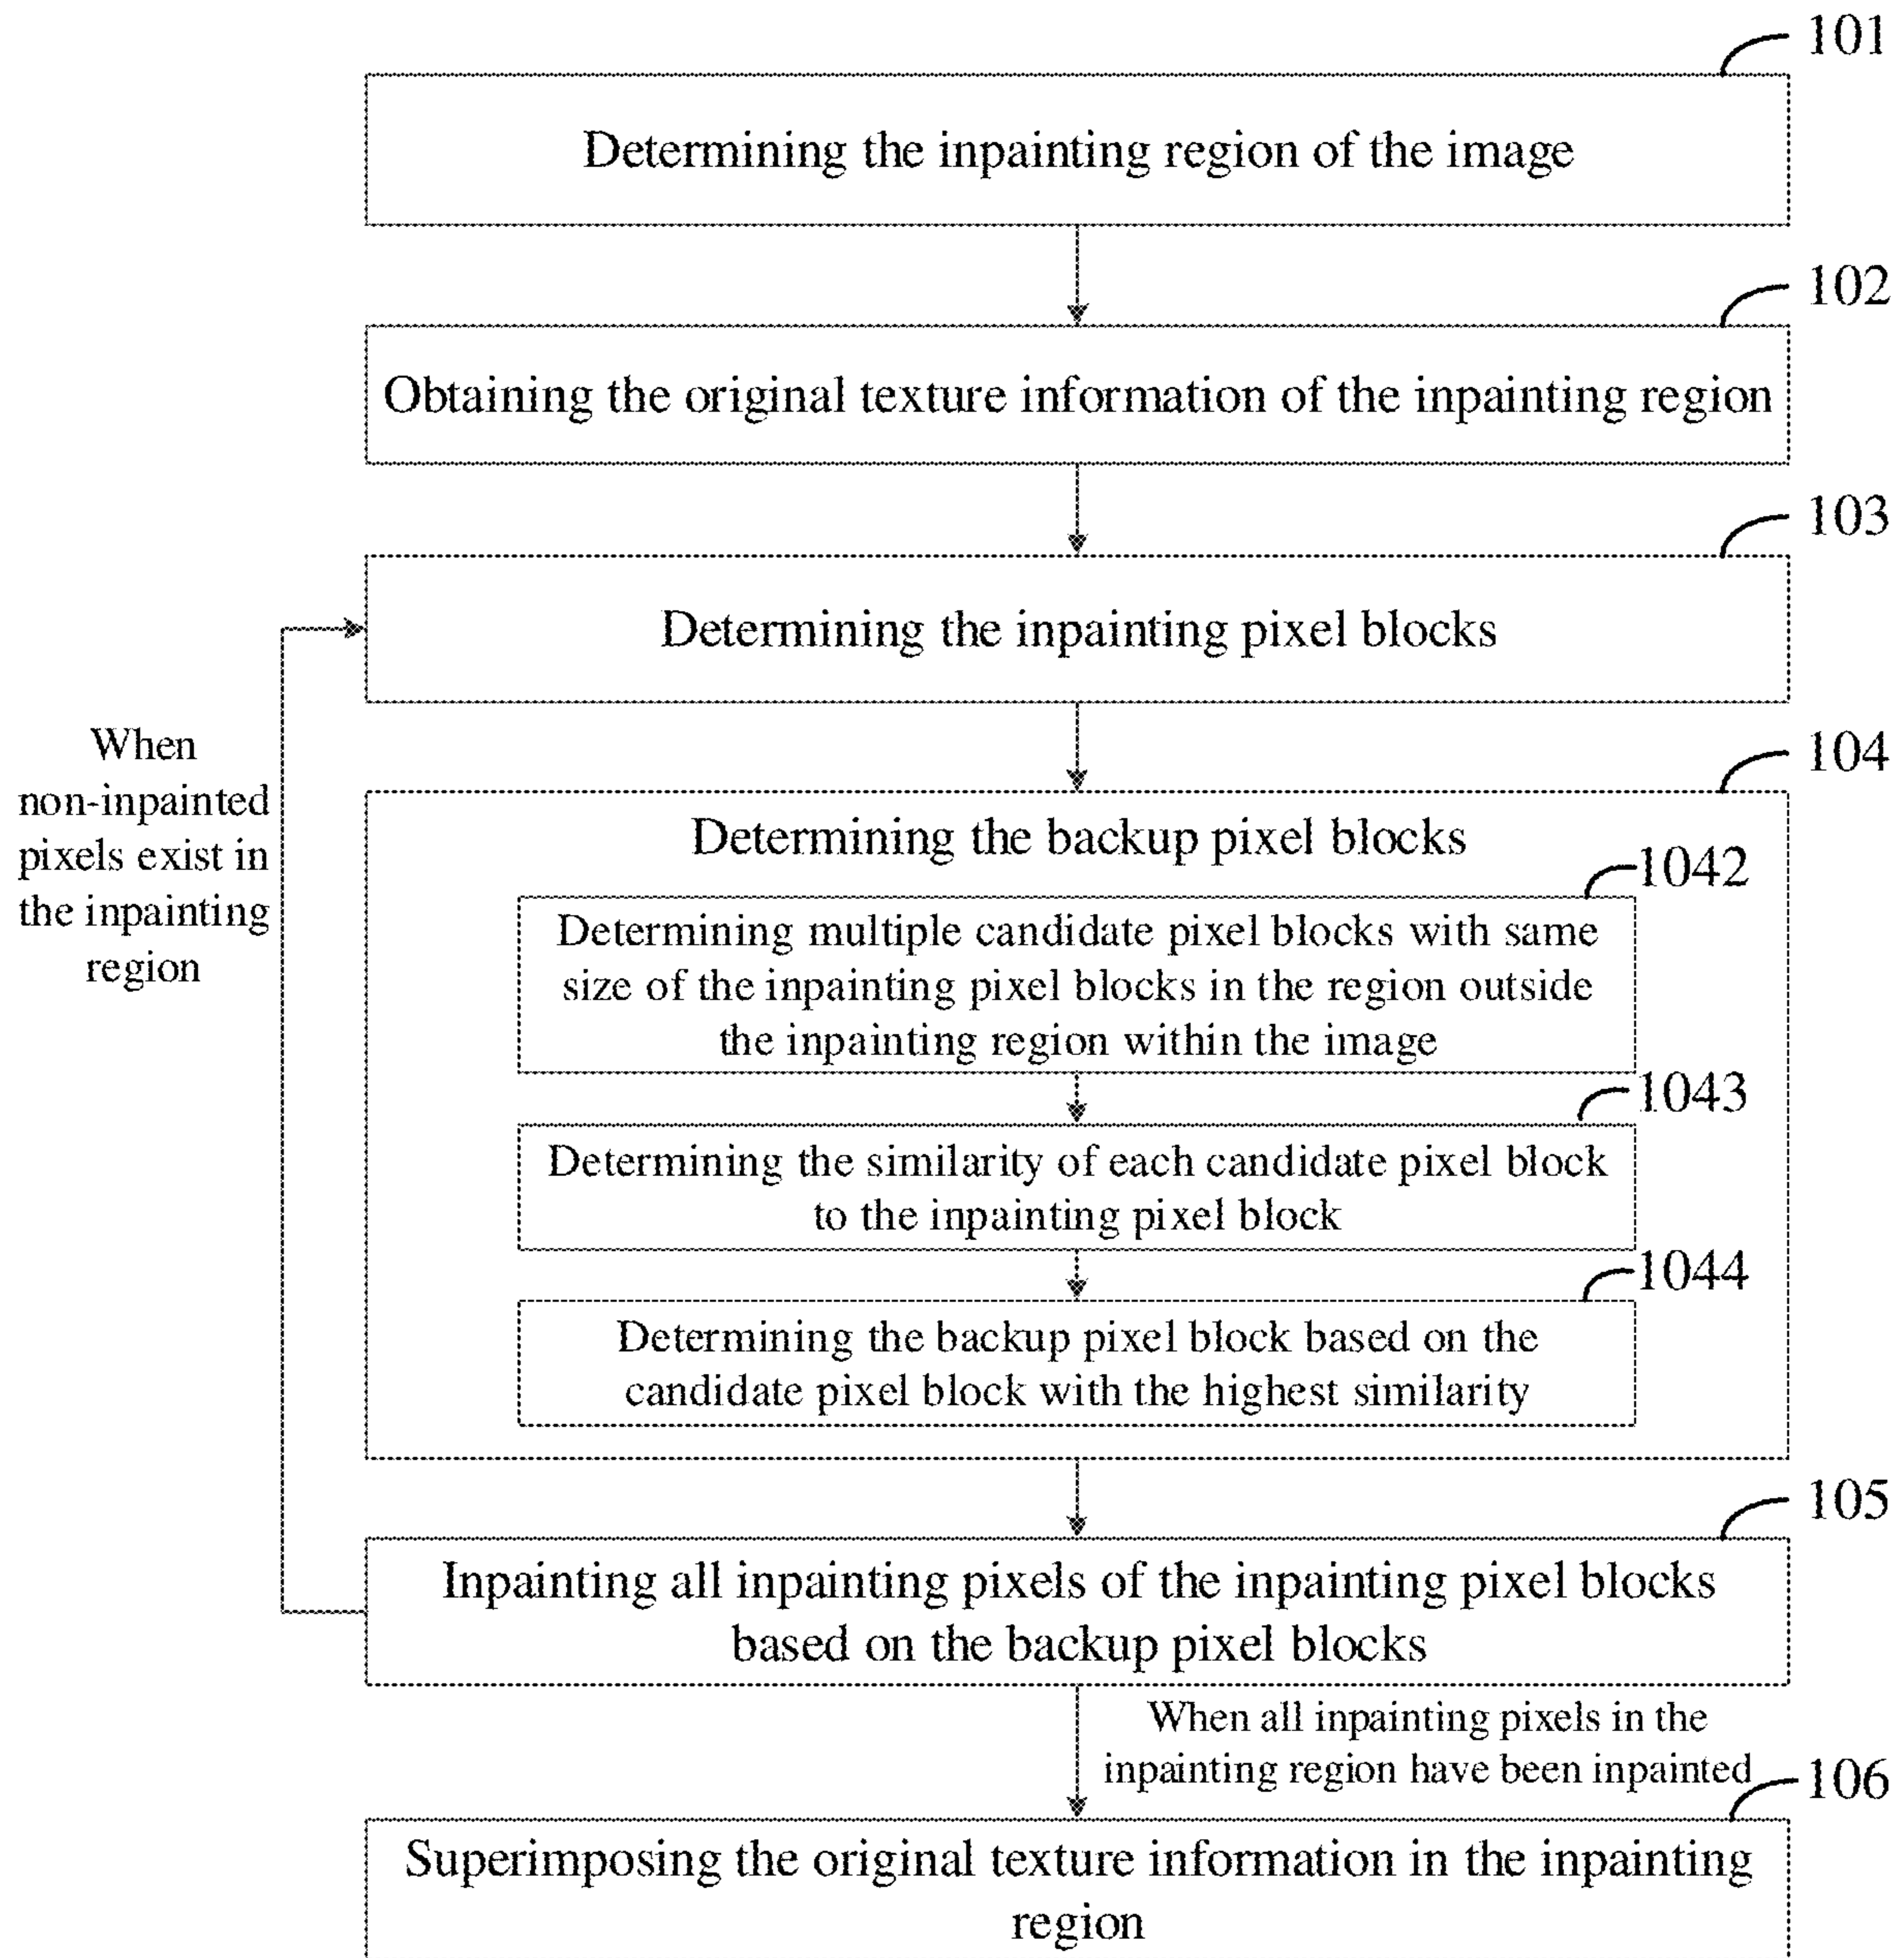 101
Determining the inpainting region of the image
102
Obtaining the original texture information of the inpainting region
103
Determining the inpainting pixel blocks
When
non-inpainted
pixels exist in
the inpainting
region
104
Determining the backup pixel blocks
1042
Determining multiple candidate pixel blocks with same
size of the inpainting pixel blocks in the region outside
the inpainting region within the image
1043
Determining the similarity of each candidate pixel block
to the inpainting pixel block
1044
Determining the backup pixel block based on the
candidate pixel block with the highest similarity
105
Inpainting all inpainting pixels of the inpainting pixel blocks
based on the backup pixel blocks
When all inpainting pixels in the
inpainting region have been inpainted
106
Superimposing the original texture information in the inpainting
region